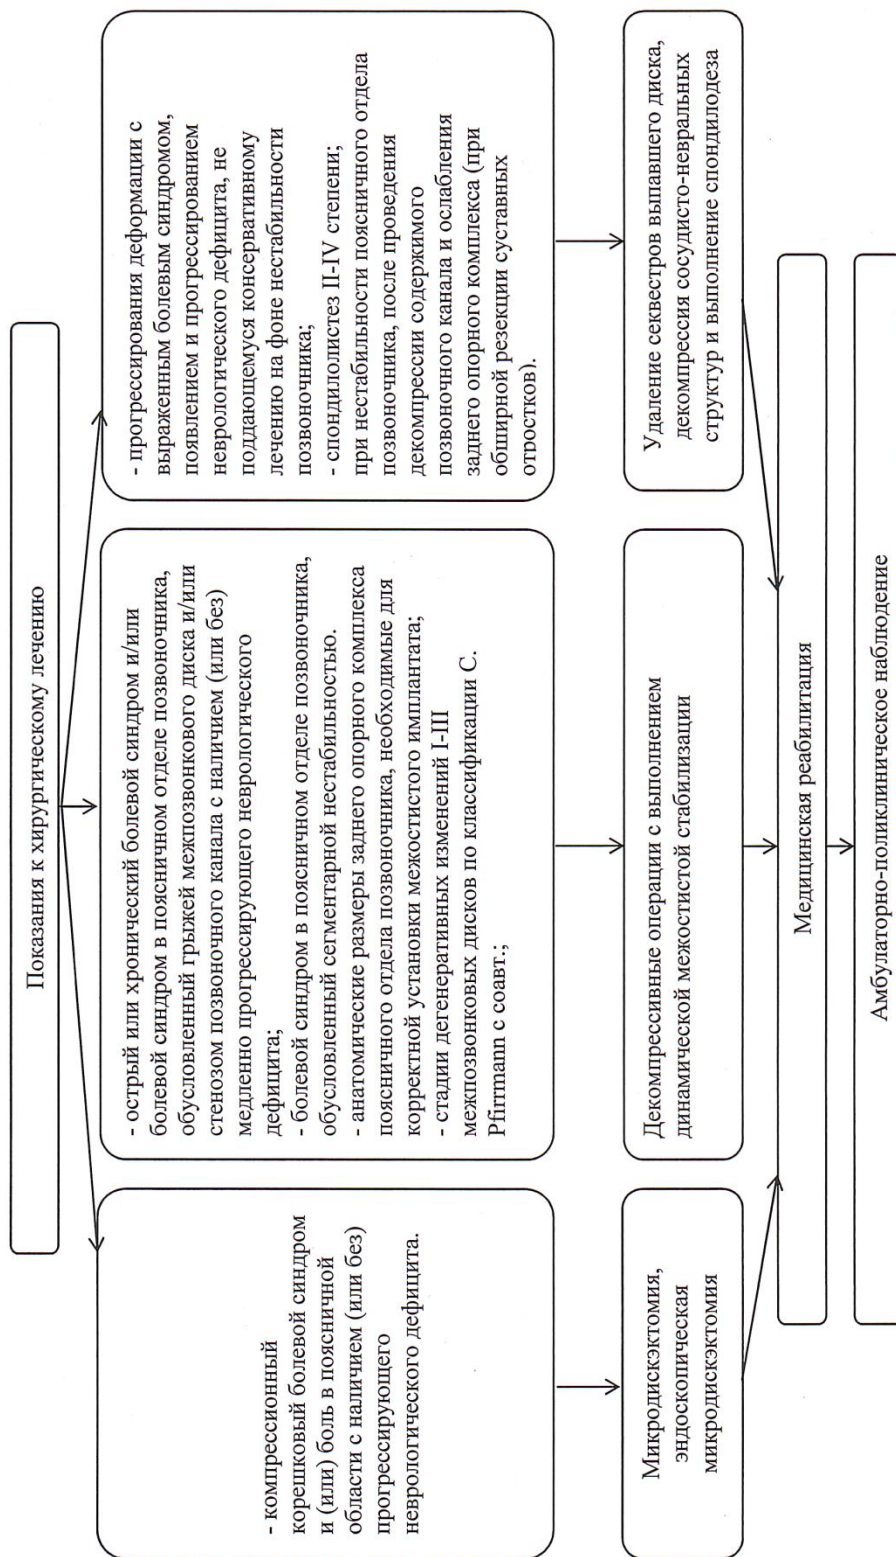 Показания к хирургическому лечению
- компрессионный
корешковый болевой синдром
и (или) боль в поясничной
области с наличием (или без)
прогрессирующего
неврологического дефицита.
- острый или хронический болевой синдром и/или
болевой синдром в поясничном отделе позвоночника,
обусловленный грыжей межпозвонкового диска и/или
стенозом позвоночного канала с наличием (или без)
медленно прогрессирующего неврологического
дефицита;
- болевой синдром в поясничном отделе позвоночника,
обусловленный сегментарной нестабильностью.
- анатомические размеры заднего опорного комплекса
поясничного отдела позвоночника, необходимые для
корректной установки межостистого имплантата;
- стадии дегенеративных изменений I-III
межпозвонковых дисков по классификации C.
Pfirrmann с соавт.;
- прогрессирования деформации с
выраженным болевым синдромом,
появлением и прогрессированием
неврологического дефицита, не
поддающемуся консервативному
лечению на фоне нестабильности
позвоночника;
- спондилолистез II-IV степени;
при нестабильности поясничного отдела
позвоночника, после проведения
декомпрессии содержимого
позвоночного канала и ослабления
заднего опорного комплекса (при
обширной резекции суставных
отростков).
Микродискэктомия,
эндоскопическая
микродискэктомия
Декомпрессивные операции с выполнением
динамической межостистой стабилизации
Удаление секвестров выпавшего диска,
декомпрессия сосудисто-невральных
структур и выполнение спондилодеза
Медицинская реабилитация
Амбулаторно-поликлиническое наблюдение